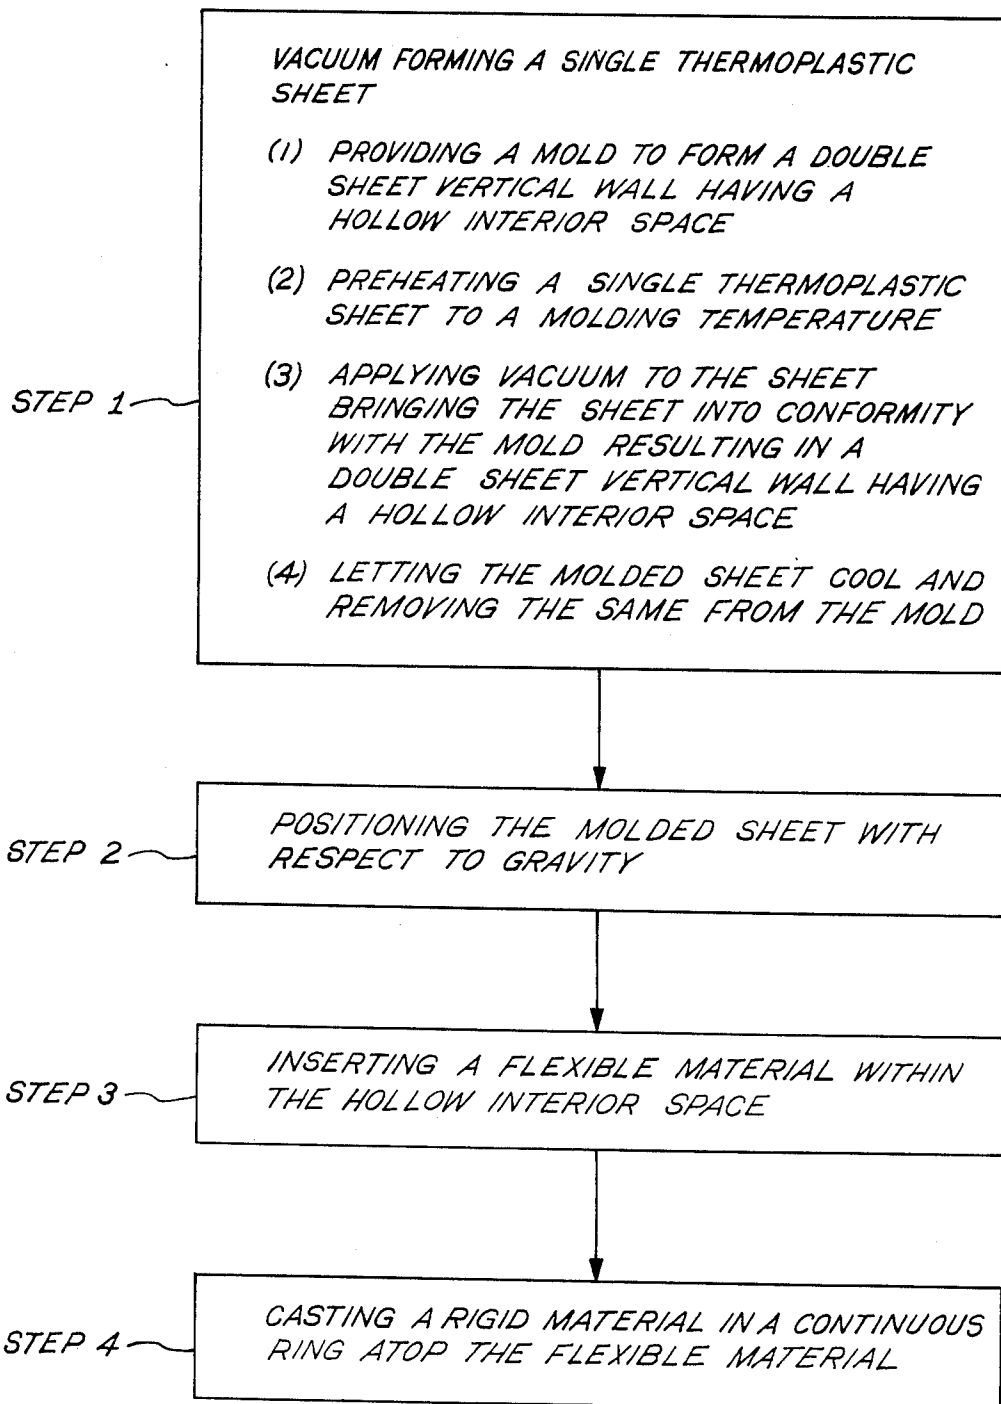 VACUUM FORMING A SINGLE THERMOPLASTIC
SHEET
(1) PROVIDING A MOLD TO FORM A DOUBLE
SHEET VERTICAL WALL HAVING A
HOLLOW INTERIOR SPACE
(2) PREHEATING A SINGLE THERMOPLASTIC
SHEET TO A MOLDING TEMPERATURE
(3) APPLYING VACUUM TO THE SHEET
BRINGING THE SHEET INTO CONFORMITY
WITH THE MOLD RESULTING IN A
DOUBLE SHEET VERTICAL WALL HAVING
A HOLLOW INTERIOR SPACE
(4) LETTING THE MOLDED SHEET COOL AND
REMOVING THE SAME FROM THE MOLD
STEP 1
POSITIONING THE MOLDED SHEET WITH
RESPECT TO GRAVITY
STEP 2
INSERTING A FLEXIBLE MATERIAL WITHIN
THE HOLLOW INTERIOR SPACE
STEP 3
CASTING A RIGID MATERIAL IN A CONTINUOUS
RING ATOP THE FLEXIBLE MATERIAL
STEP 4